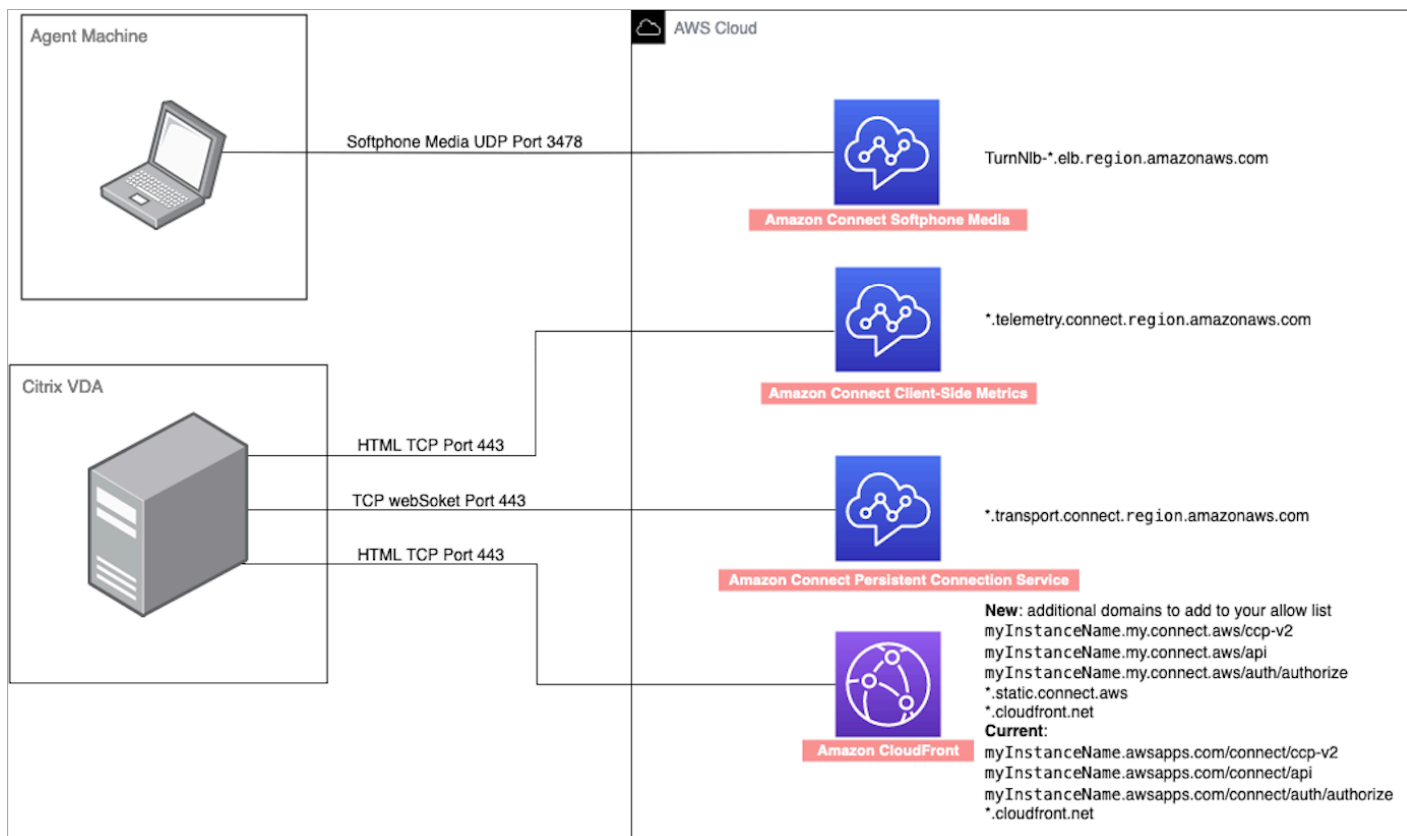 Agent Machine
AWS Cloud
Softphone Media UDP Port 3478
TurnNlb-*.elb.region.amazonaws.com
Amazon Connect Softphone Media
*.telemetry.connect.region.amazonaws.com
Citrix VDA
Amazon Connect Client-Side Metrics
HTML TCP Port 443
TCP webSoket Port 443
*.transport.connect.region.amazonaws.com
HTML TCP Port 443
Amazon Connect Persistent Connection Service
New: additional domains to add to your allow list
myInstanceName.my.connect.aws/ccp-v2
myInstanceName.my.connect.aws/api
myInstanceName.my.connect.aws/auth/authorize
*.static.connect.aws
*.cloudfront.net
Current:
Amazon CloudFront
myInstanceName.awsapps.com/connect/ccp-v2
myInstanceName.awsapps.com/connect/api
myInstanceName.awsapps.com/connect/auth/authorize
*.cloudfront.net